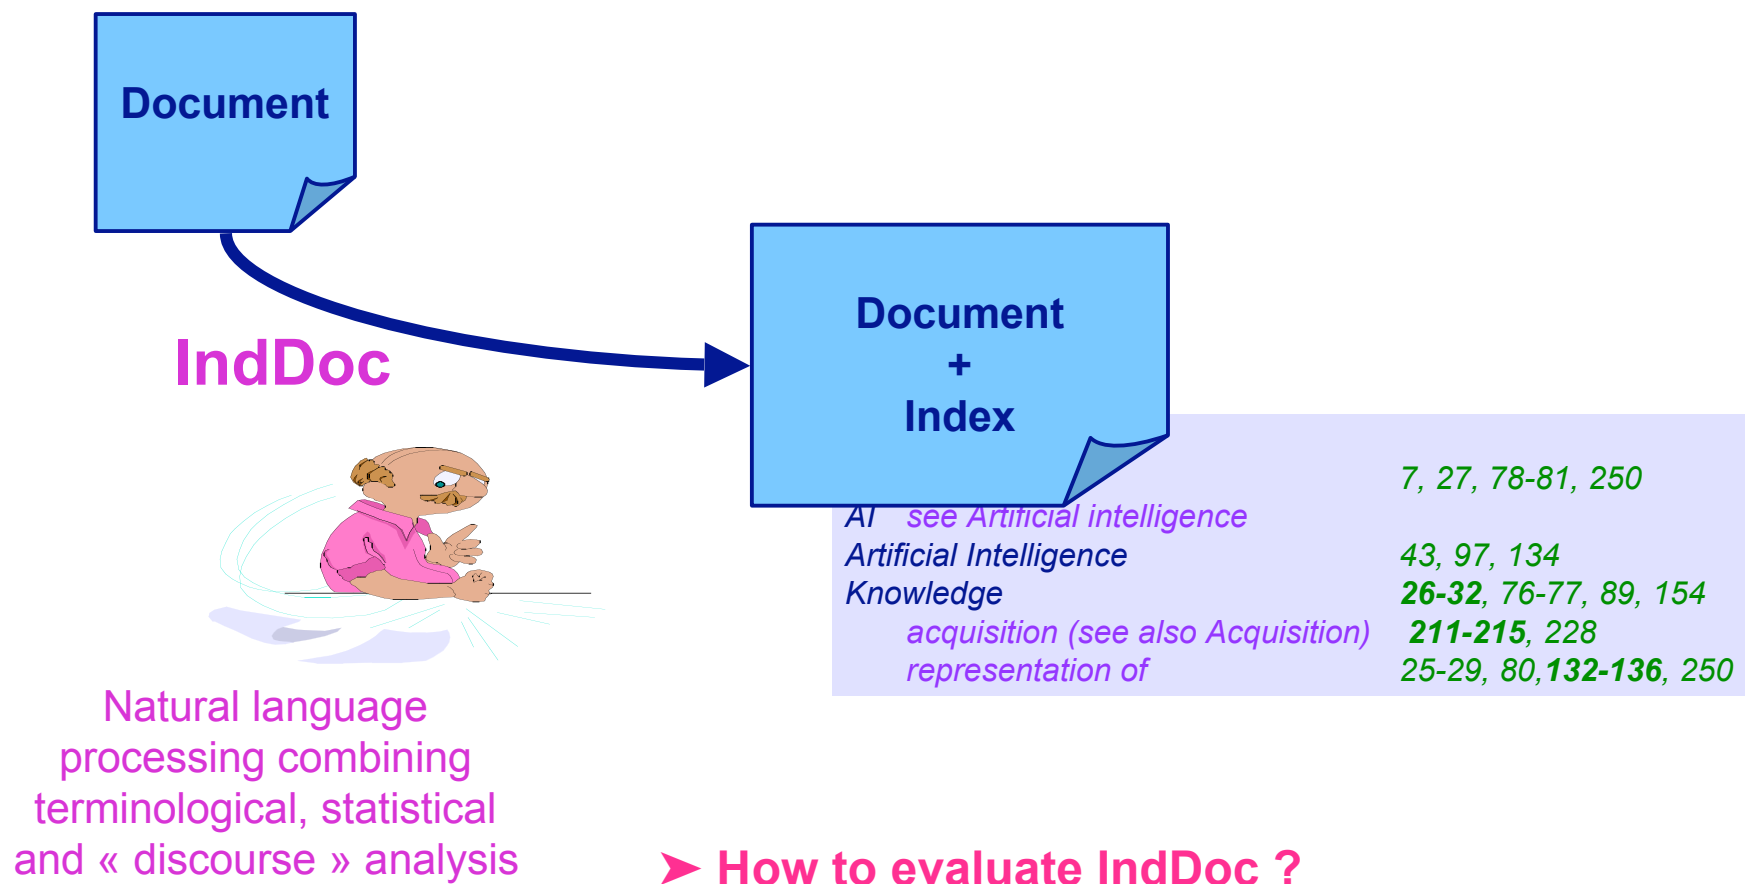 Document
Document
+
Index
IndDoc
7, 27, 78-81, 250
AI see Artificial intelligence
Artificial Intelligence 43, 97, 134
Knowledge 26-32, 76-77, 89, 154
acquisition (see also Acquisition) 211-215, 228
representation of 25-29, 80,132-136, 250
Natural language
processing combining
terminological, statistical
and « discourse » analysis
➤ How to evaluate IndDoc ?